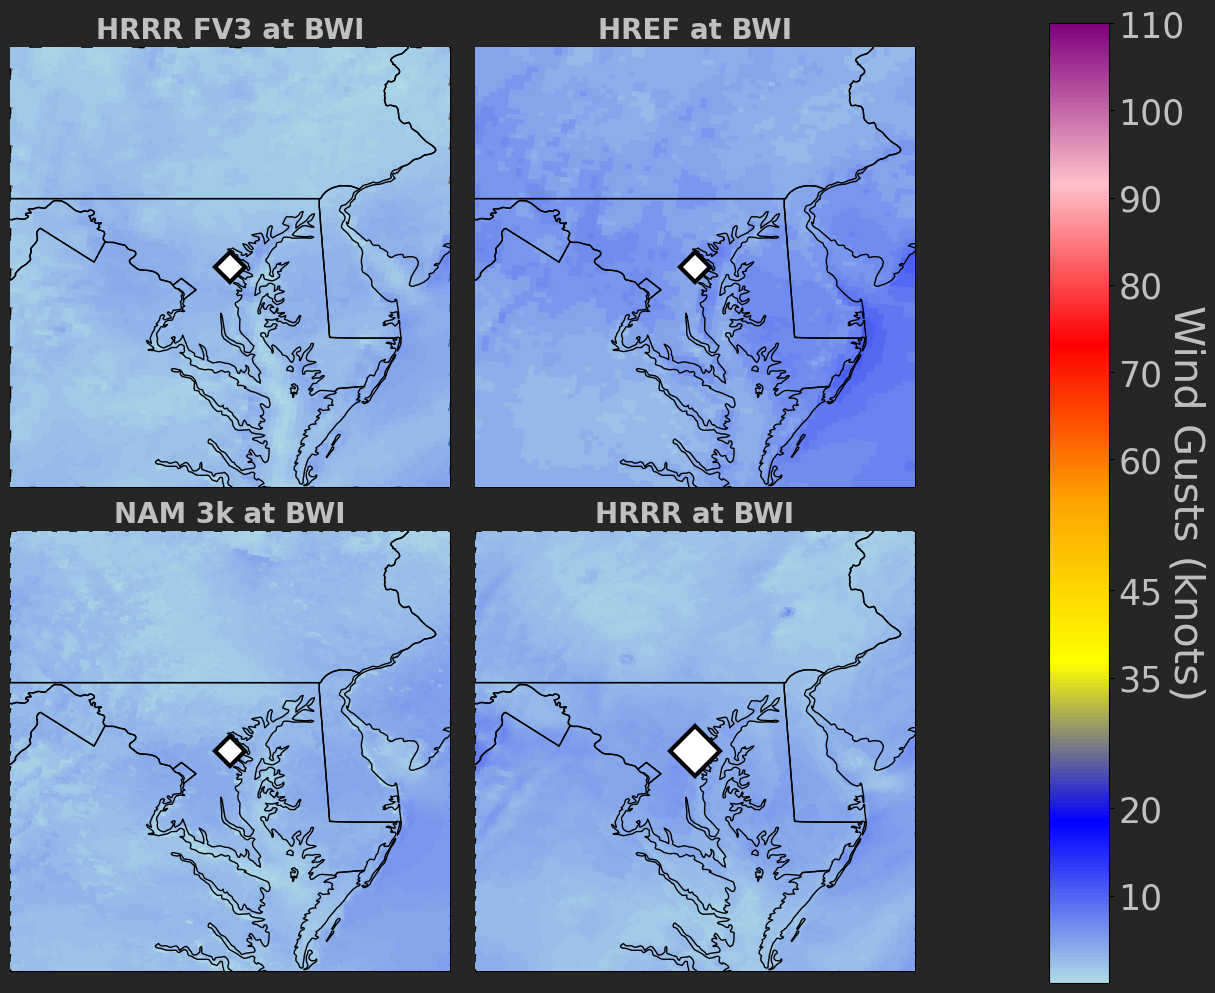 HRRR FV3 at BWI
HREF at BWI
NAM 3k at BWI
HRRR at BWI
110
100
90
80
70
60
45
35
20
10
Wind Gusts (knots)